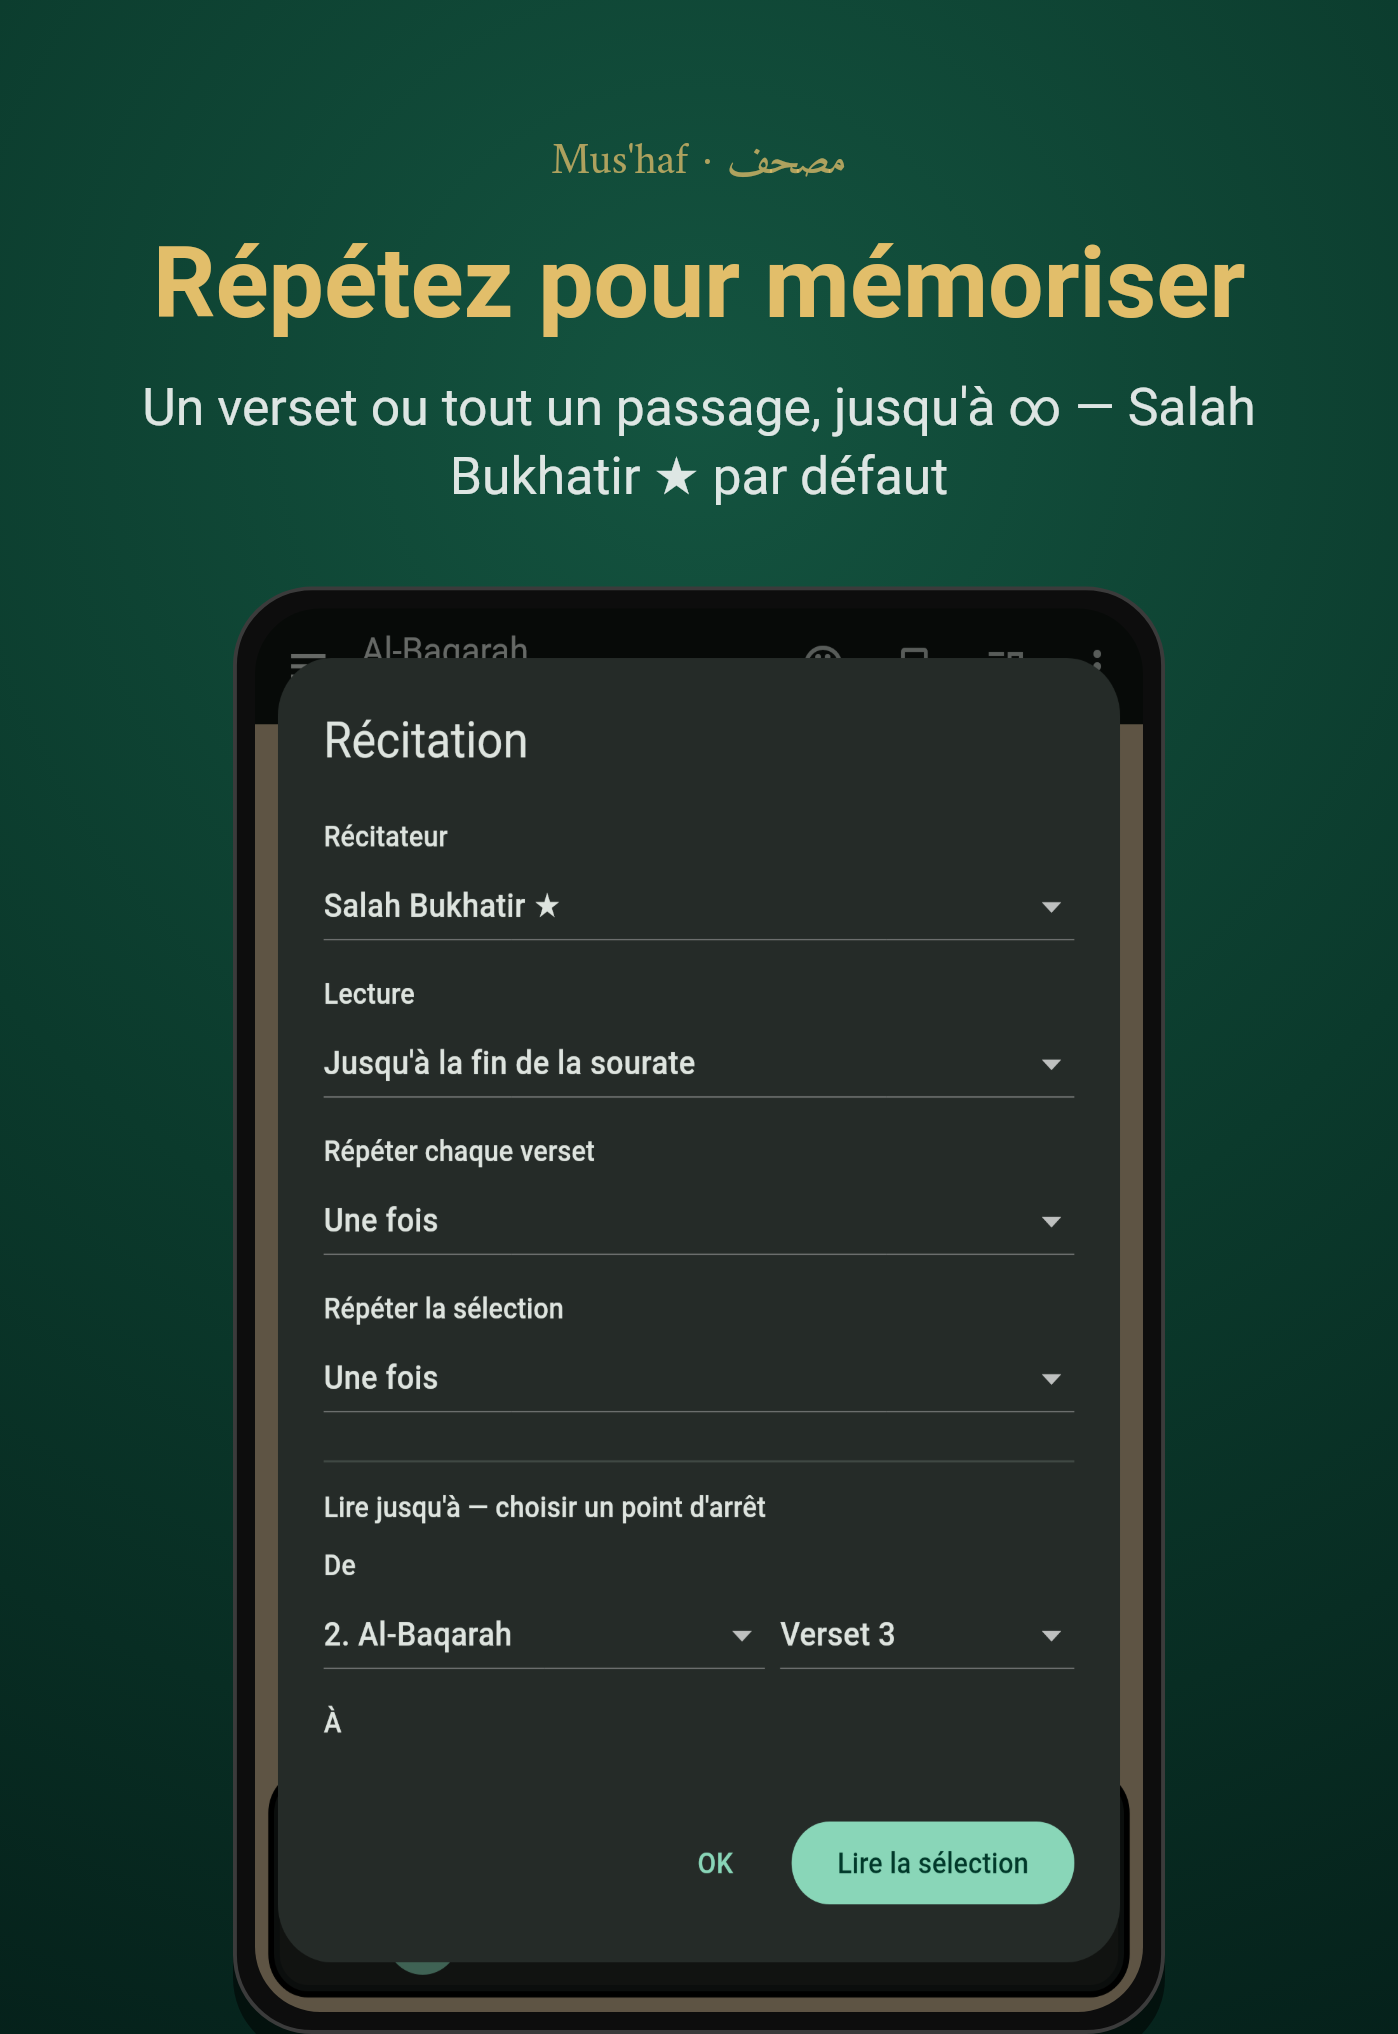 Mus'haf · مصحف
Répétez pour mémoriser
Un verset ou tout un passage, jusqu'à ∞ — Salah
Bukhatir ★ par défaut
Al-Baqarah
Récitation
Récitateur
Salah Bukhatir ★
Lecture
Jusqu'à la fin de la sourate
Répéter chaque verset
Une fois
Répéter la sélection
Une fois
Lire jusqu'à — choisir un point d'arrêt
De
2. Al-Baqarah Verset 3
À
OK Lire la sélection